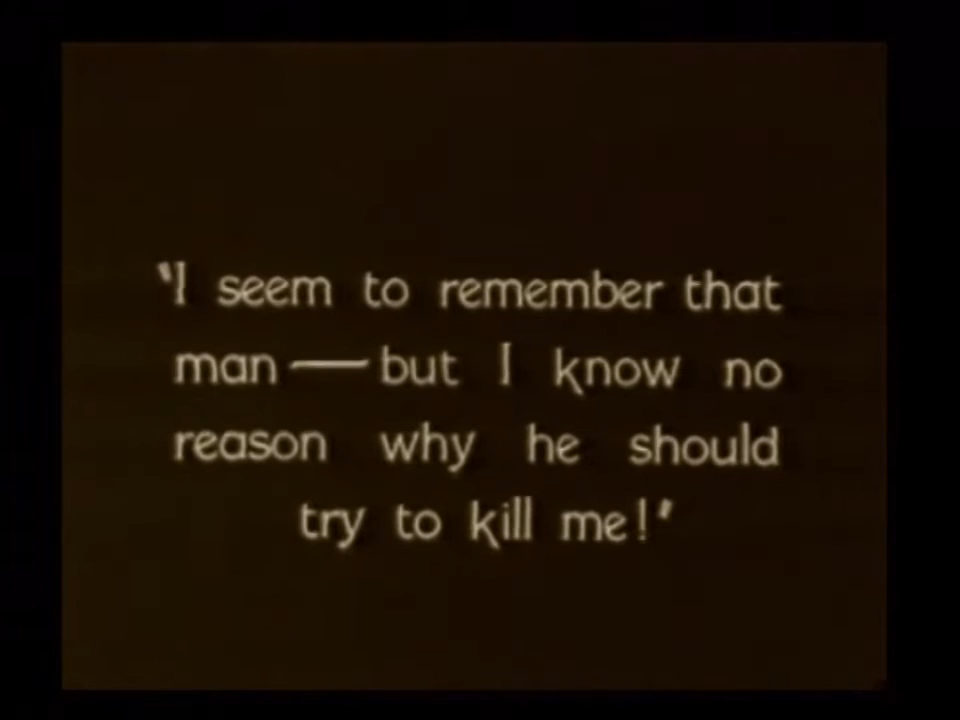 "I seem to remember that
man — but I know no
reason why he should
try to kill me!"